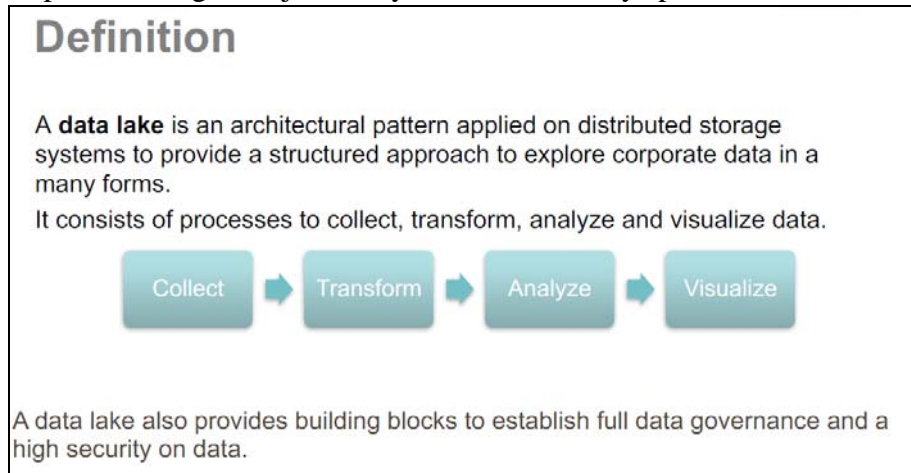 Definition
A data lake is an architectural pattern applied on distributed storage
systems to provide a structured approach to explore corporate data in a
many forms.
It consists of processes to collect, transform, analyze and visualize data.
Collect
Transform
Analyze
Visualize
A data lake also provides building blocks to establish full data governance and a
high security on data.